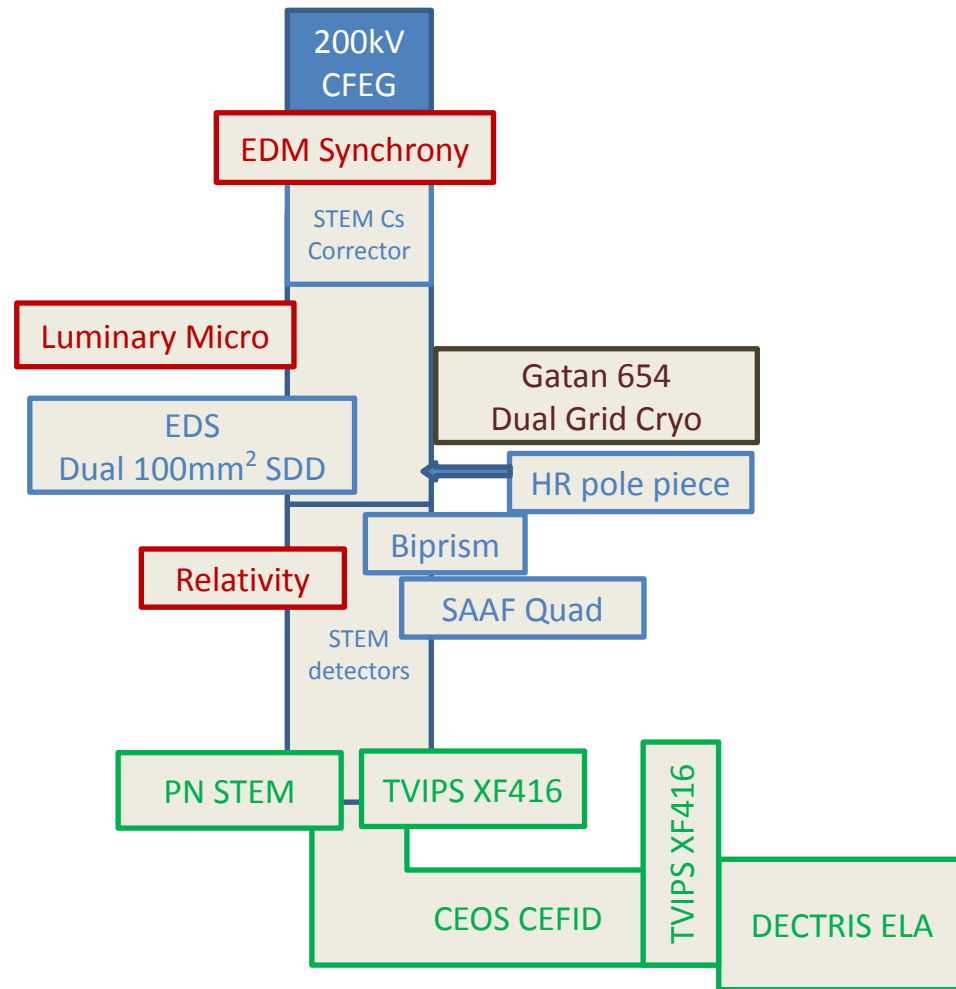 200kV
CFEG
EDM Synchrony
STEM Cs
Corrector
Luminary Micro
Gatan 654
Dual Grid Cryo
EDS
Dual 100mm² SDD
HR pole piece
Biprism
Relativity
SAAF Quad
STEM
detectors
PN STEM
TVIPS XF416
TVIPS XF416
CEOS CEFID
DECTRIS ELA